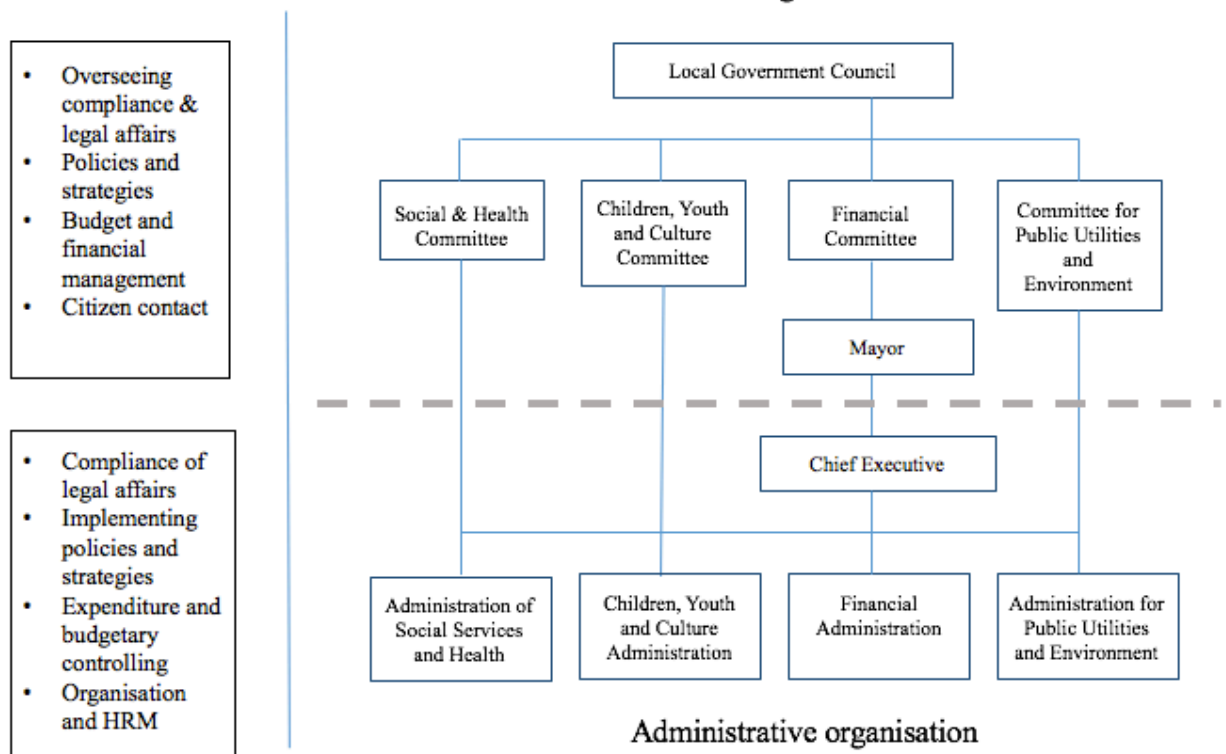 • Overseeing
compliance &
legal affairs
• Policies and
strategies
• Budget and
financial
management
• Citizen contact
Local Government Council
Social & Health
Committee
Children, Youth
and Culture
Committee
Financial
Committee
Committee for
Public Utilities
and
Environment
Mayor
• Compliance of
legal affairs
• Implementing
policies and
strategies
• Expenditure and
budgetary
controlling
• Organisation
and HRM
Chief Executive
Administration of
Social Services
and Health
Children, Youth
and Culture
Administration
Financial
Administration
Administration for
Public Utilities
and Environment
Administrative organisation